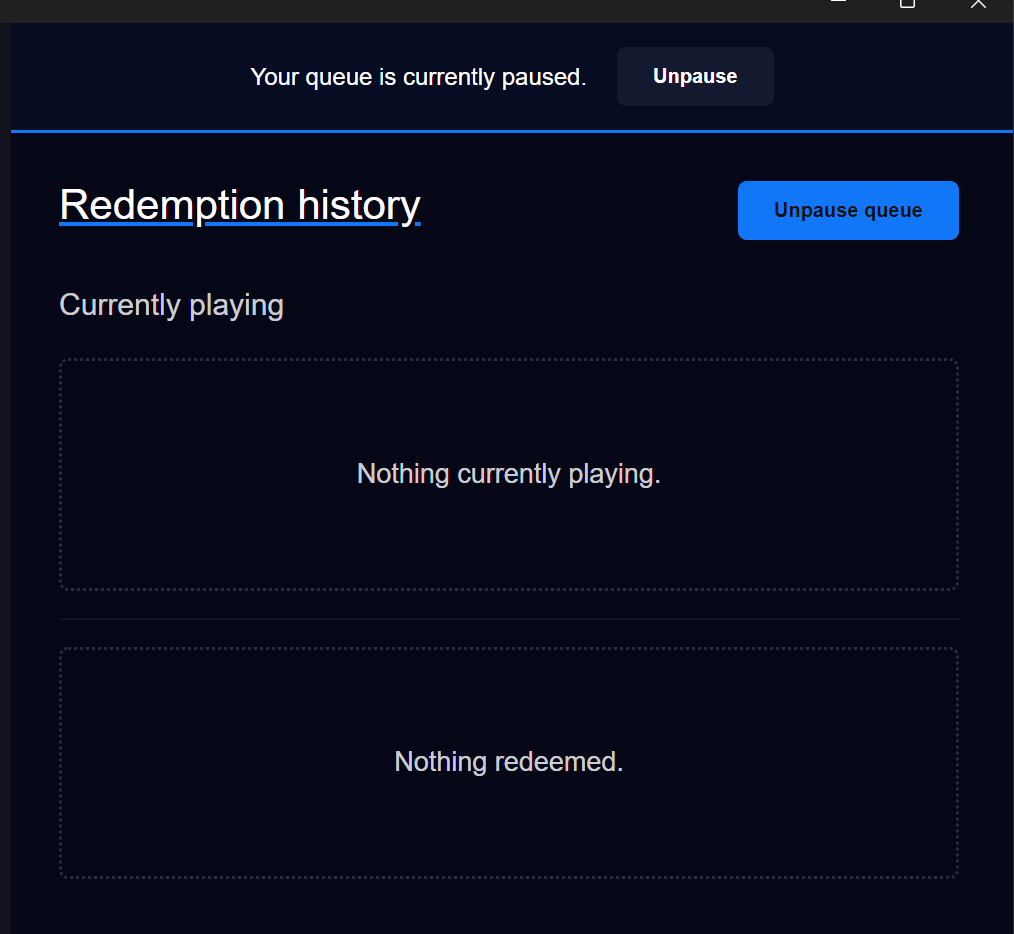 Your queue is currently paused.
Unpause
Redemption history
Unpause queue
Currently playing
Nothing currently playing.
Nothing redeemed.